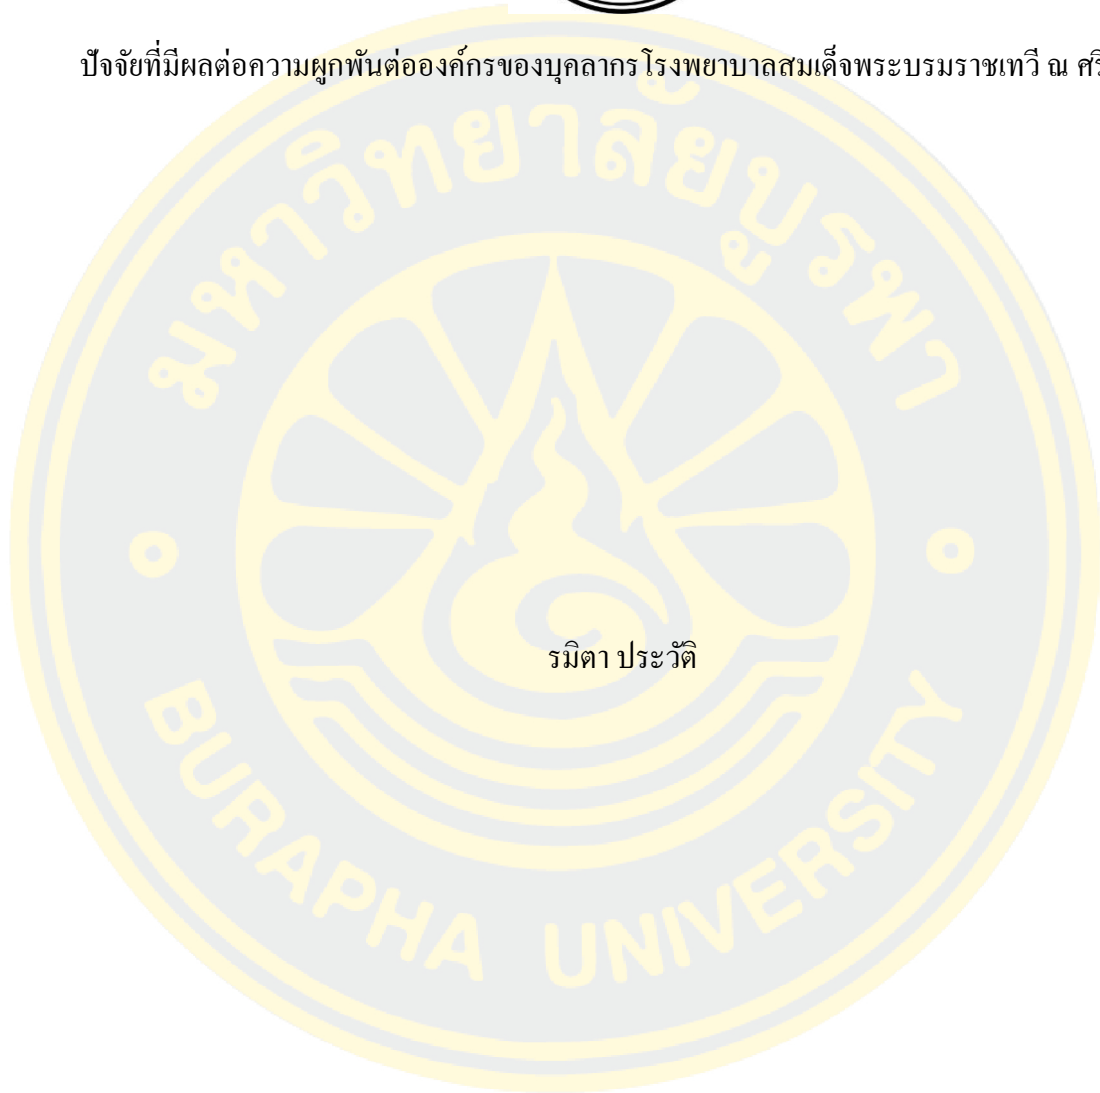 ปัจจัยที่มีผลต่อความผูกพันต่อองค์กรของบุคลากรโรงพยาบาลสมเด็จพระบรมราชเทวี ณ
มหาวิทยาลัยบูรพา
รมิตา ประวัติ
BURAPHA UNIVERSITY